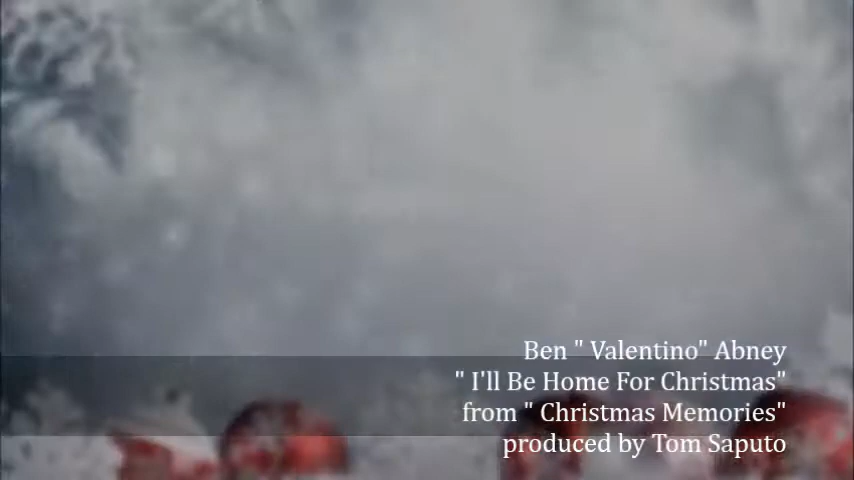 Ben " Valentino" Abney
" I'll Be Home For Christmas"
from " Christmas Memories"
produced by Tom Saputo